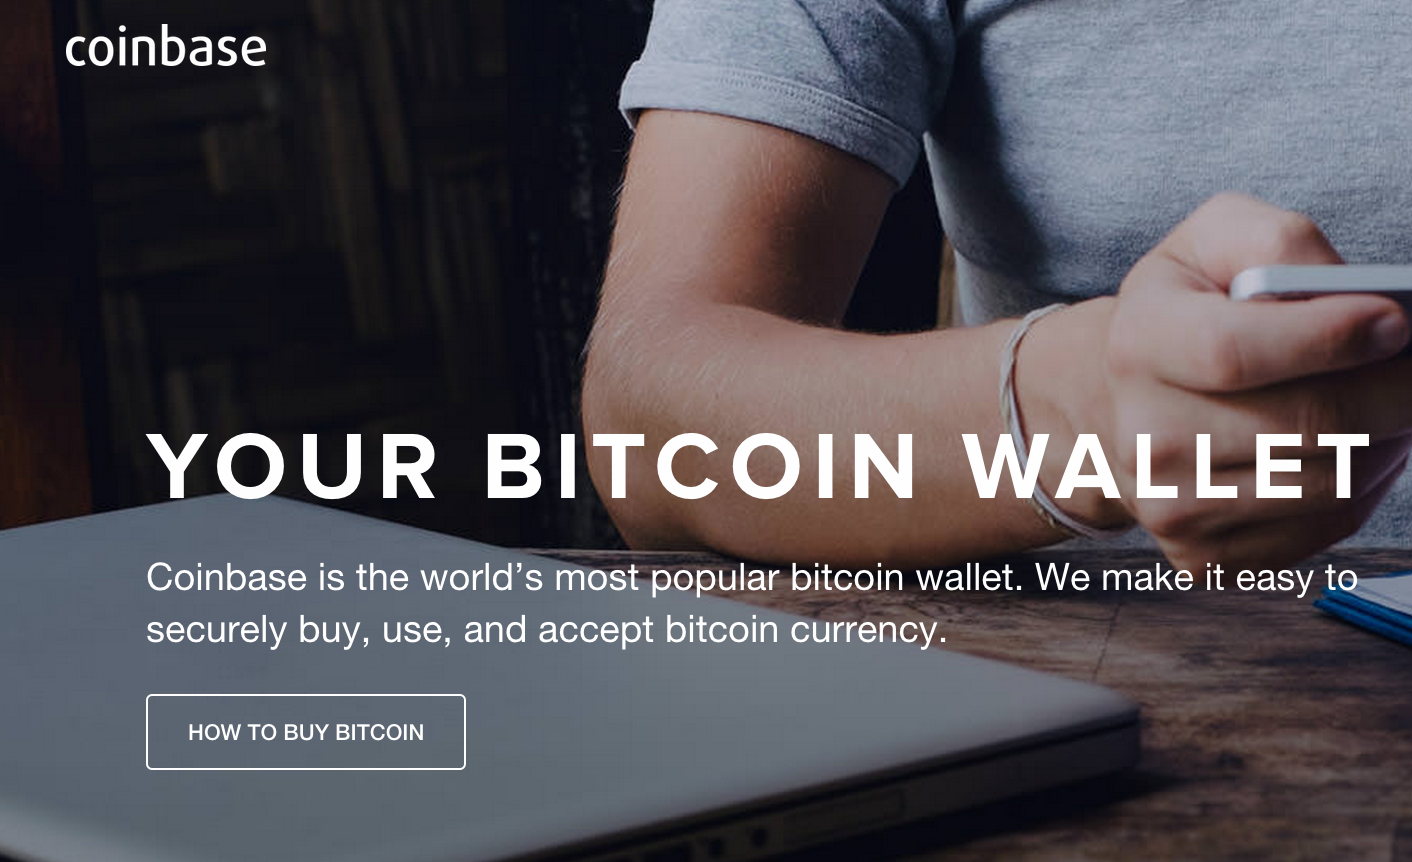 coinbase
YOUR BITCOIN WALLET
Coinbase is the world’s most popular bitcoin wallet. We make it easy to
securely buy, use, and accept bitcoin currency.
HOW TO BUY BITCOIN